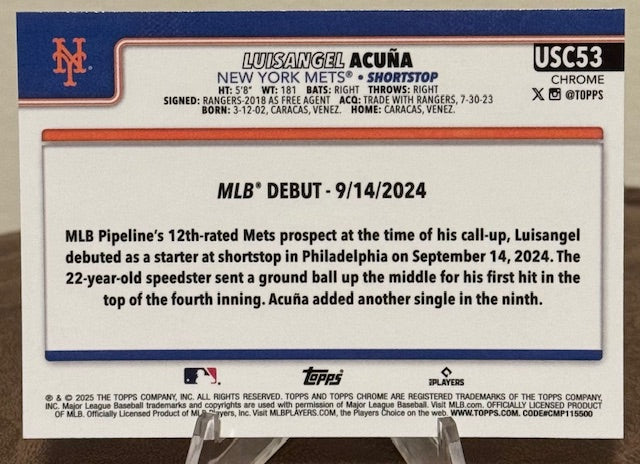 NY
LUISANGEL ACUÑA
NEW YORK METS® • SHORTSTOP
HT: 5'8" WT: 181 BATS: RIGHT THROWS: RIGHT
SIGNED: RANGERS-2018 AS FREE AGENT ACQ: TRADE WITH RANGERS, 7-30-23
BORN: 3-12-02, CARACAS, VENEZ. HOME: CARACAS, VENEZ.
USC53
CHROME
X @TOPPS
MLB® DEBUT - 9/14/2024
MLB Pipeline's 12th-rated Mets prospect at the time of his call-up, Luisangel
debuted as a starter at shortstop in Philadelphia on September 14, 2024. The
22-year-old speedster sent a ground ball up the middle for his first hit in the
top of the fourth inning. Acuña added another single in the ninth.
Topps
PLAYERS
® & © 2025 THE TOPPS COMPANY, INC. ALL RIGHTS RESERVED. TOPPS AND TOPPS CHROME ARE REGISTERED TRADEMARKS OF THE TOPPS COMPANY,
INC. Major League Baseball trademarks and copyrights are used with permission of Major League Baseball. Visit MLB.com. OFFICIALLY LICENSED PRODUCT
OF MLB. Officially Licensed Product of MLB Players, Inc. Visit MLBPLAYERS.COM, the Players Choice on the web. WWW.TOPPS.COM. CODE#CMP115500